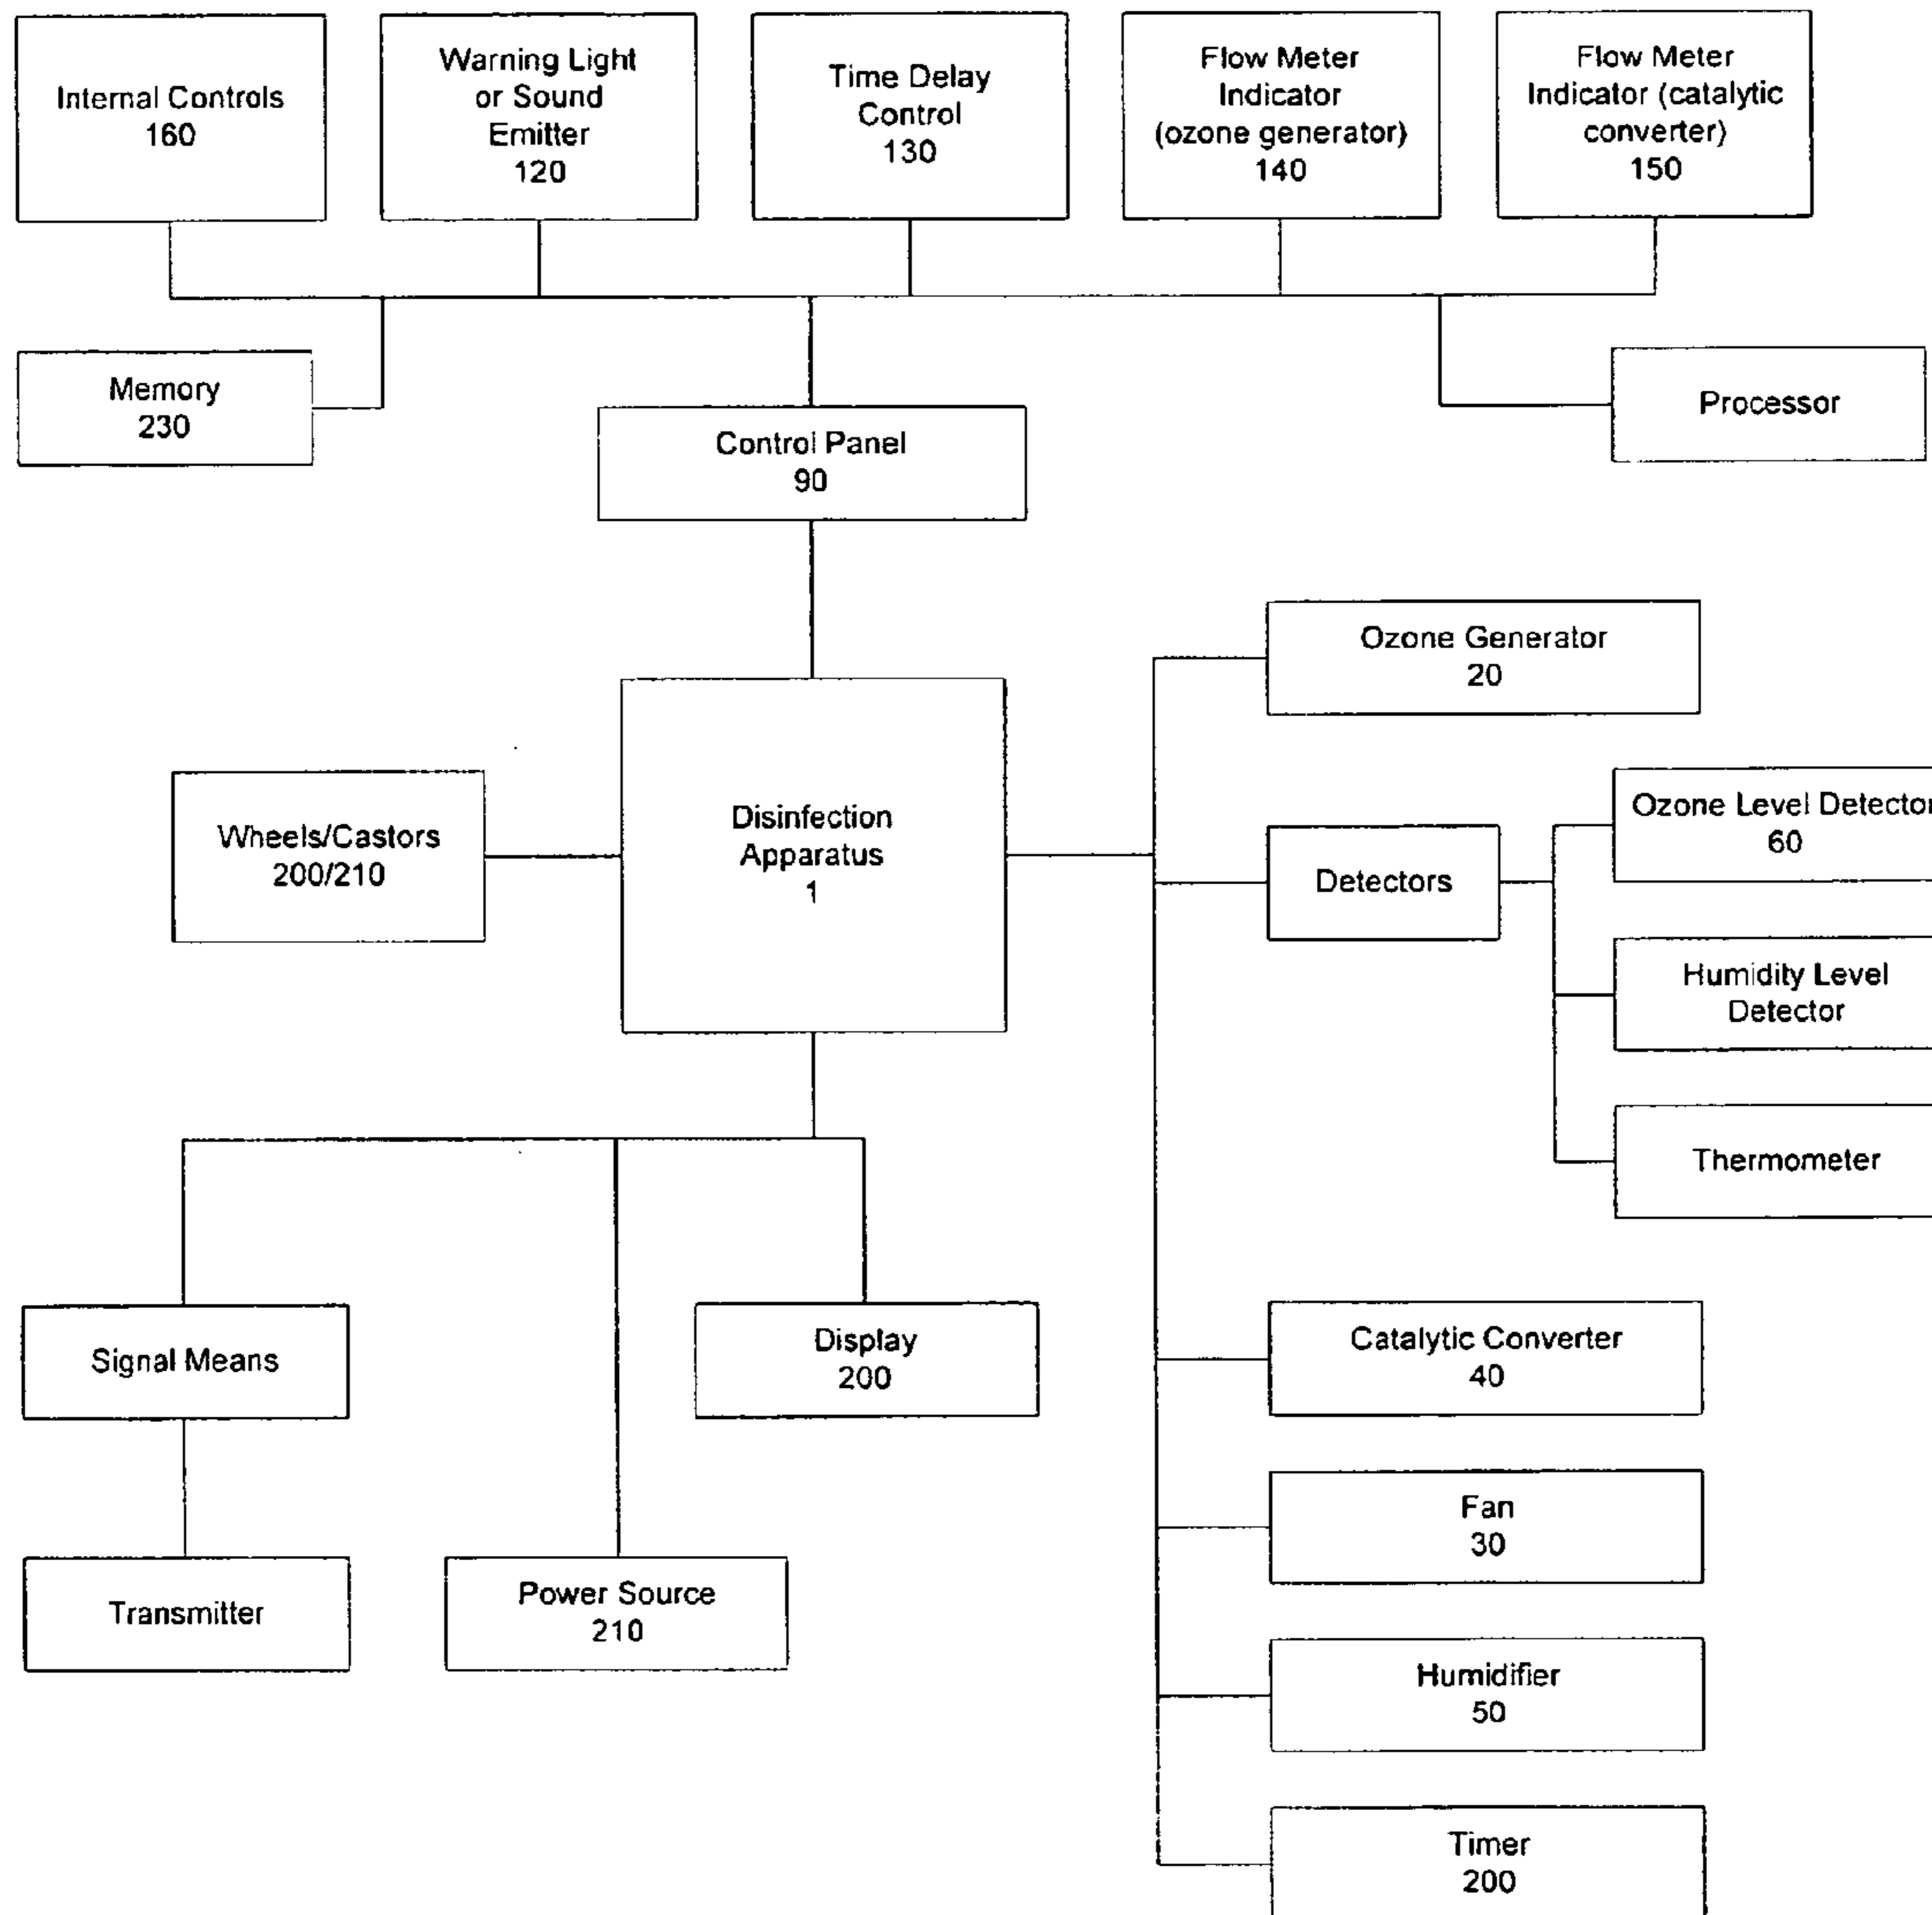 Internal Controls
160
Warning Light
or Sound
Emitter
120
Time Delay
Control
130
Flow Meter
Indicator
(ozone generator)
140
Flow Meter
Indicator (catalytic
converter)
150
Memory
230
Control Panel
90
Processor
Ozone Generator
20
Wheels/Castors
200/210
Disinfection
Apparatus
1
Detectors
Ozone Level Detector
60
Humidity Level
Detector
Thermometer
Signal Means
Display
200
Catalytic Converter
40
Fan
30
Transmitter
Power Source
210
Humidifier
50
Timer
200